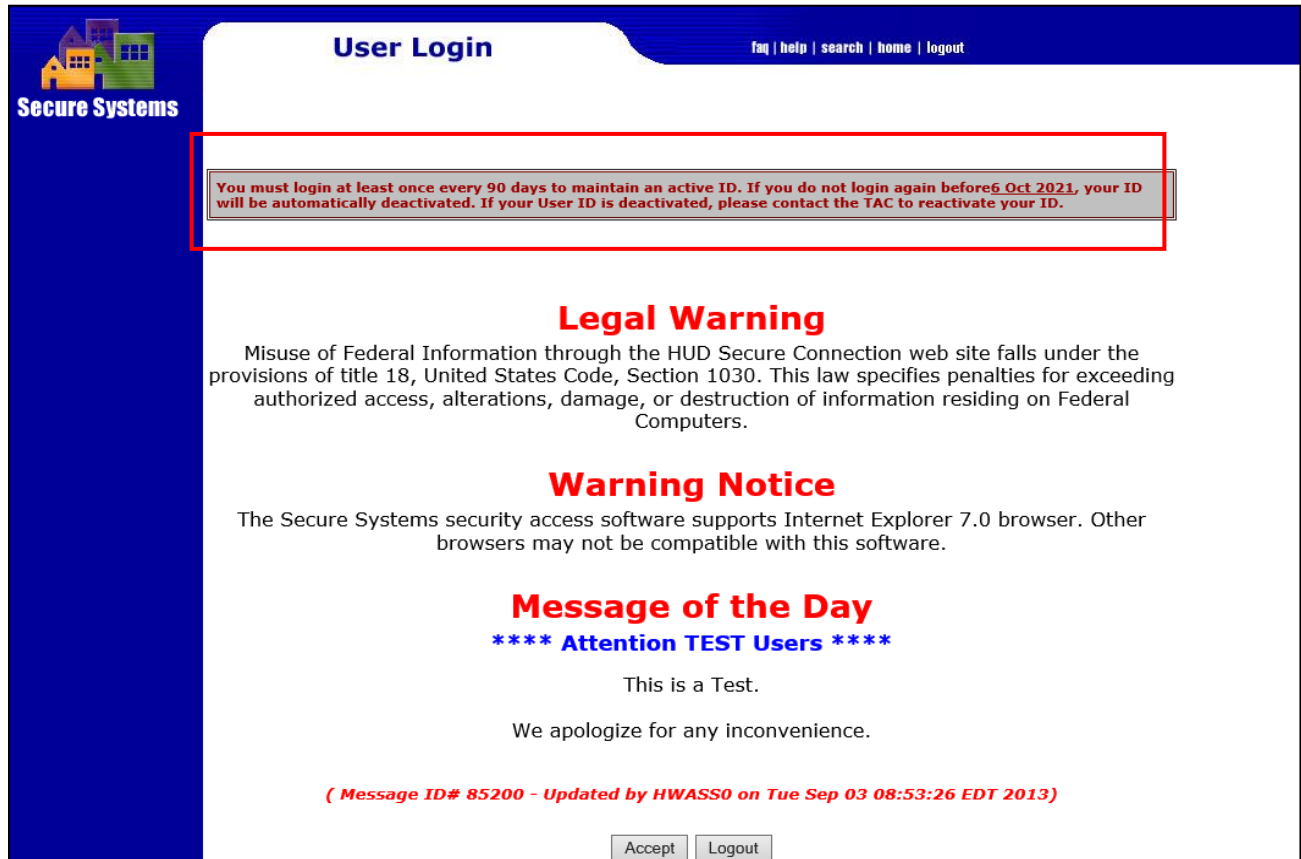 User Login
faq | help | search | home | logout
Secure Systems
You must login at least once every 90 days to maintain an active ID. If you do not login again before6 Oct 2021, your ID
will be automatically deactivated. If your User ID is deactivated, please contact the TAC to reactivate your ID.
Legal Warning
Misuse of Federal Information through the HUD Secure Connection web site falls under the
provisions of title 18, United States Code, Section 1030. This law specifies penalties for exceeding
authorized access, alterations, damage, or destruction of information residing on Federal
Computers.
Warning Notice
The Secure Systems security access software supports Internet Explorer 7.0 browser. Other
browsers may not be compatible with this software.
Message of the Day
**** Attention TEST Users ****
This is a Test.
We apologize for any inconvenience.
( Message ID# 85200 - Updated by HWASS0 on Tue Sep 03 08:53:26 EDT 2013)
Accept Logout